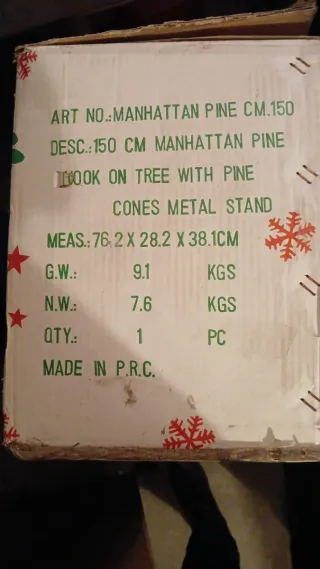 ART NO.:MANHATTAN PINE CM.150
DESC.:150 CM MANHATTAN PINE
HOOK ON TREE WITH PINE
CONES METAL STAND
MEAS.:76.2 X 28.2 X 38.1CM
G.W.: 9.1 KGS
N.W.: 7.6 KGS
QTY.: 1 PC
MADE IN P.R.C.